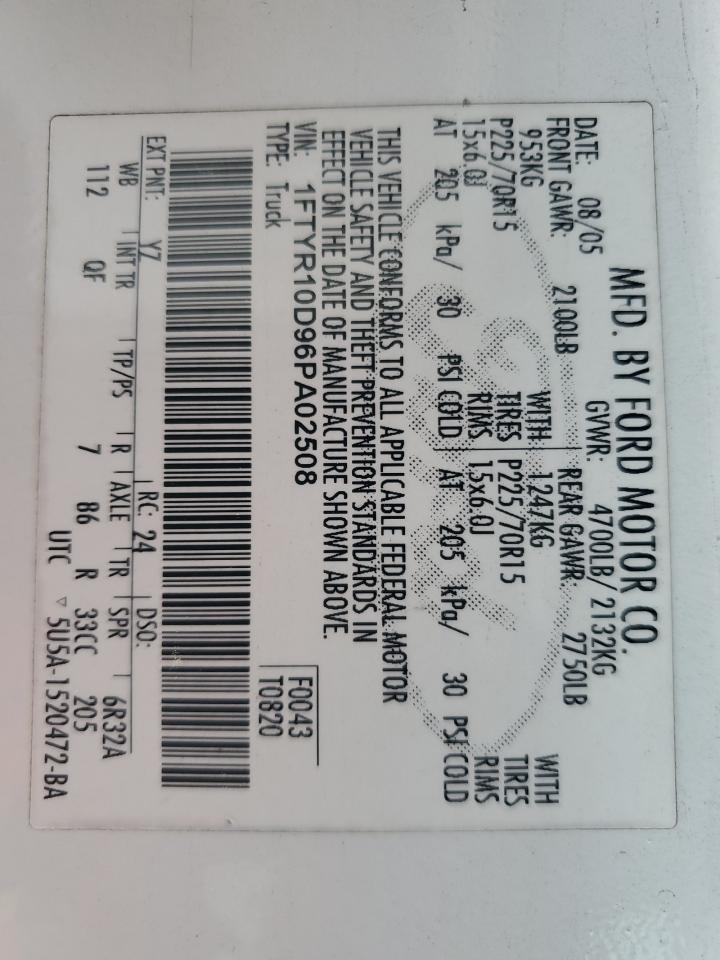 MFD. BY FORD MOTOR CO.
DATE: 08/05 GVWR: 4700LB/ 2132KG
FRONT GAWR: 2100LB REAR GAWR: 2750LB
953KG WITH 1247KG WITH
P225/70R15 TIRES P225/70R15 TIRES
15x6.0J RIMS 15x6.0J RIMS
AT 205 kPa/ 30 PSI COLD AT 205 kPa/ 30 PSI COLD
THIS VEHICLE CONFORMS TO ALL APPLICABLE FEDERAL MOTOR
VEHICLE SAFETY AND THEFT PREVENTION STANDARDS IN
EFFECT ON THE DATE OF MANUFACTURE SHOWN ABOVE.
VIN: 1FTYR10D96PA02508 F0043
TYPE: Truck T0820
EXT PNT: YZ RC: 24 DSO:
WB INT TR TP/PS R AXLE TR SPR 6R32A
112 QF 7 86 R 33CC 205
UTC ▽ 5U5A-1520472-BA